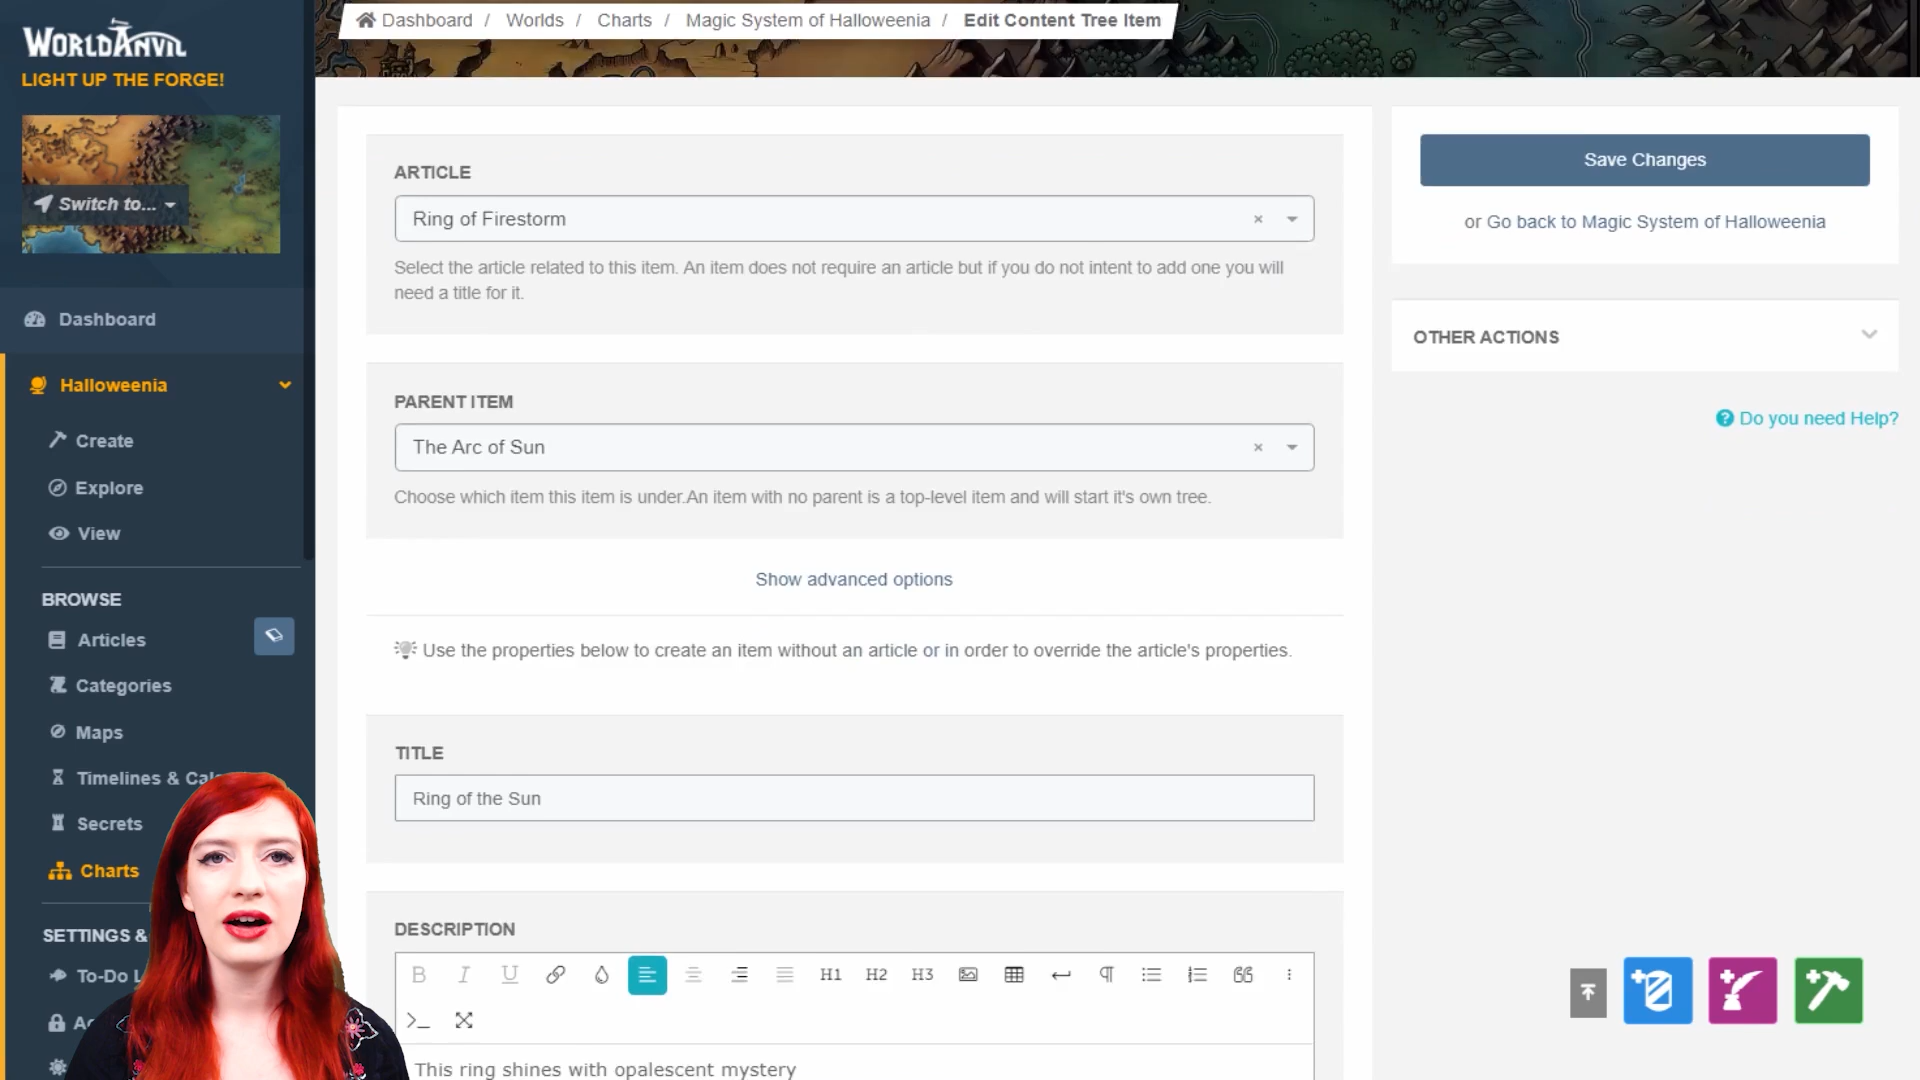 Dashboard / Worlds / Charts / Magic System of Halloweenia / Edit Content Tree Item
WORLDANVIL
LIGHT UP THE FORGE!
Switch to...
Dashboard
Halloweenia
Create
Explore
View
BROWSE
Articles
Categories
Maps
Timelines & Cal
Secrets
Charts
SETTINGS &
To-Do L
ARTICLE
Ring of Firestorm
Select the article related to this item. An item does not require an article but if you do not intent to add one you will
need a title for it.
PARENT ITEM
The Arc of Sun
Choose which item this item is under.An item with no parent is a top-level item and will start it's own tree.
Show advanced options
Use the properties below to create an item without an article or in order to override the article's properties.
TITLE
Ring of the Sun
DESCRIPTION
B I U H1 H2 H3
This ring shines with opalescent mystery
Save Changes
or Go back to Magic System of Halloweenia
OTHER ACTIONS
Do you need Help?